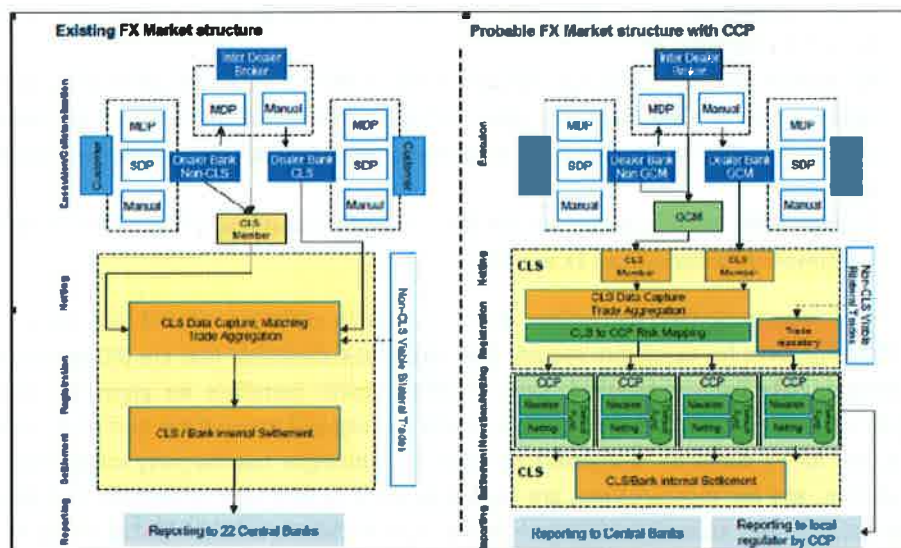 Existing FX Market structure
Inter Dealer
Broker
MDP
Manual
MDP
SDP
Manual
Customer
Dealer Bank
Non-CLS
Dealer Bank
CLS
MDP
SDP
Manual
Customer
CLS
Member
CLS Data Capture, Matching
Trade Aggregation
Non-CLS Viable Bilateral Trades
CLS / Bank internal Settlement
Reporting to 22 Central Banks
Netting
Registration
Settlement
Reporting
Probable FX Market structure with CCP
Inter Dealer
Broker
MDP
Manual
MDP
SDP
Manual
Dealer Bank
Non GCM
Dealer Bank
GCM
MDP
SDP
Manual
GCM
CLS
CLS
Member
CLS
Member
CLS Data Capture
Trade Aggregation
CLS to CCP Risk Mapping
Trade
repository
Non-CLS Viable
Bilateral Trades
CCP
Novation
Netting
CCP
Novation
Netting
CCP
Novation
Netting
CCP
Novation
Netting
CLS
CLS/Bank internal Settlement
Reporting to Central Banks
Reporting to local
regulator by CCP
Execution
Netting
Registration
Reporting